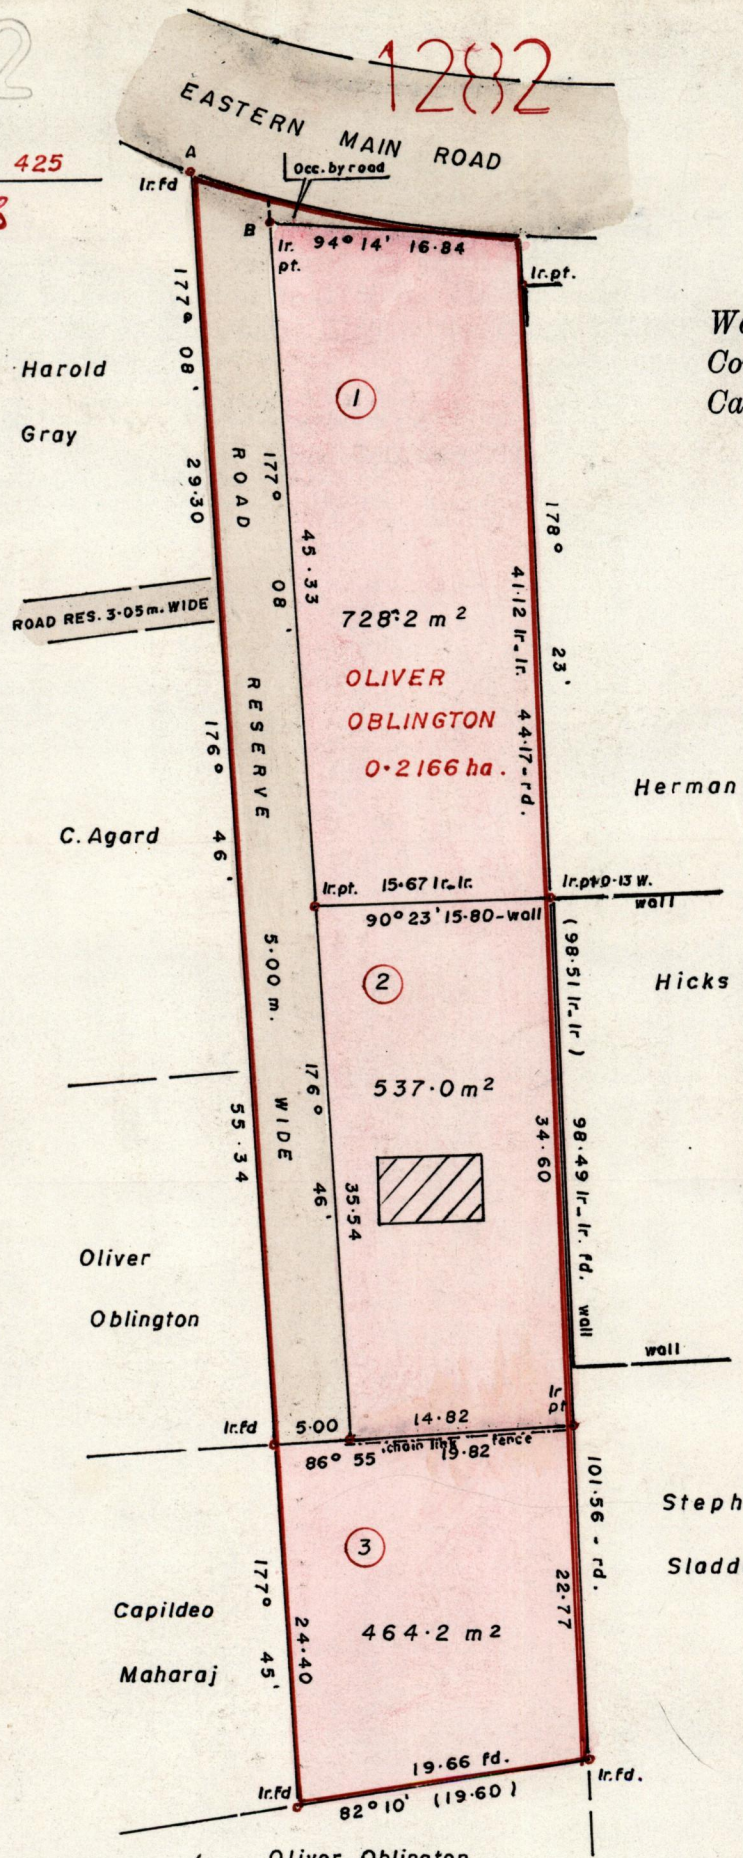 1282
EASTERN MAIN ROAD
425
A
Ir.fd
Occ. by road
B
Ir.
pt.
94° 14' 16·84
Ir.pt.
177° 08' 29·30
Harold
Gray
1
ROAD RESERVE 5·00m. WIDE
177° 08' 45·33
178° 23'
41·12 Ir-Ir. 44·17-rd.
ROAD RES. 3·05m. WIDE
728·2 m²
OLIVER
OBLINGTON
0·2166 ha.
176° 46' 55·34
Herman
C. Agard
Ir.pt. 15·67 Ir-Ir.
Ir.pt 0·13 W.
wall
90° 23' 15·80-wall
(98·51 Ir-Ir)
2
Hicks
537·0 m²
176° 46' 35·54
34·60
98·49 Ir-Ir. fd. wall
Oliver
Oblington
wall
Ir
pt
Ir.fd 5·00 14·82
chain link fence
86° 55 19·82
101·56 - rd.
3
177° 45' 24·40
22·77
Capildeo
Maharaj
464·2 m²
19·66 fd.
Ir.fd.
Ir.fd
82° 10' (19·60)
Oliver Oblington